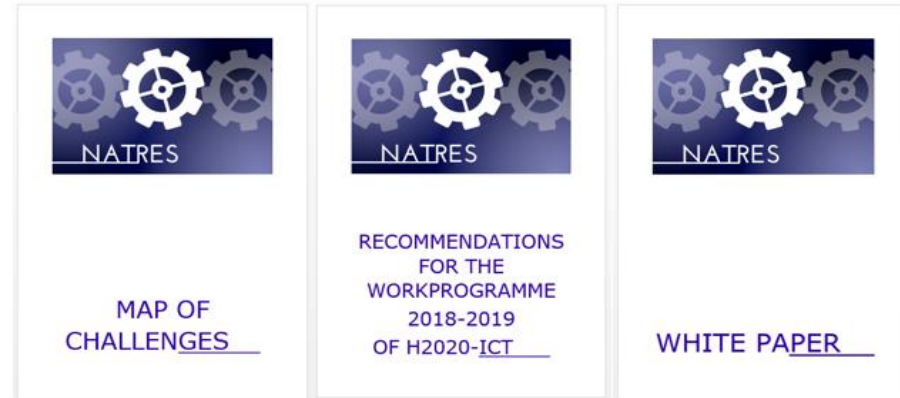 NATRES
MAP OF
CHALLENGES
NATRES
RECOMMENDATIONS
FOR THE
WORKPROGRAMME
2018-2019
OF H2020-ICT
NATRES
WHITE PAPER